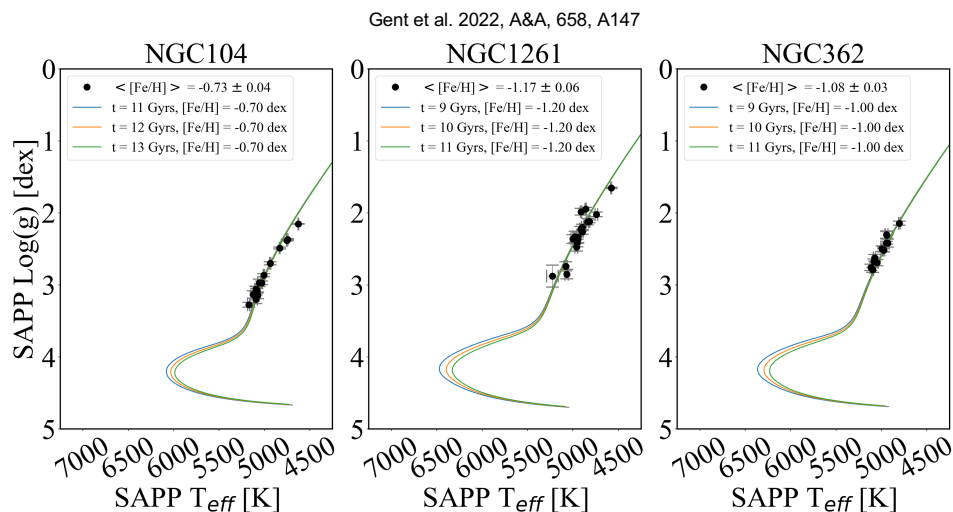 Gent et al. 2022, A&A, 658, A147
NGC104
NGC1261
NGC362
0
1
2
3
4
5
SAPP Log(g) [dex]
< [Fe/H] > = -0.73 ± 0.04
t = 11 Gyrs, [Fe/H] = -0.70 dex
t = 12 Gyrs, [Fe/H] = -0.70 dex
t = 13 Gyrs, [Fe/H] = -0.70 dex
7000 6500 6000 5500 5000 4500
SAPP Teff [K]
0
1
2
3
4
5
< [Fe/H] > = -1.17 ± 0.06
t = 9 Gyrs, [Fe/H] = -1.20 dex
t = 10 Gyrs, [Fe/H] = -1.20 dex
t = 11 Gyrs, [Fe/H] = -1.20 dex
7000 6500 6000 5500 5000 4500
SAPP Teff [K]
0
1
2
3
4
5
< [Fe/H] > = -1.08 ± 0.03
t = 9 Gyrs, [Fe/H] = -1.00 dex
t = 10 Gyrs, [Fe/H] = -1.00 dex
t = 11 Gyrs, [Fe/H] = -1.00 dex
7000 6500 6000 5500 5000 4500
SAPP Teff [K]